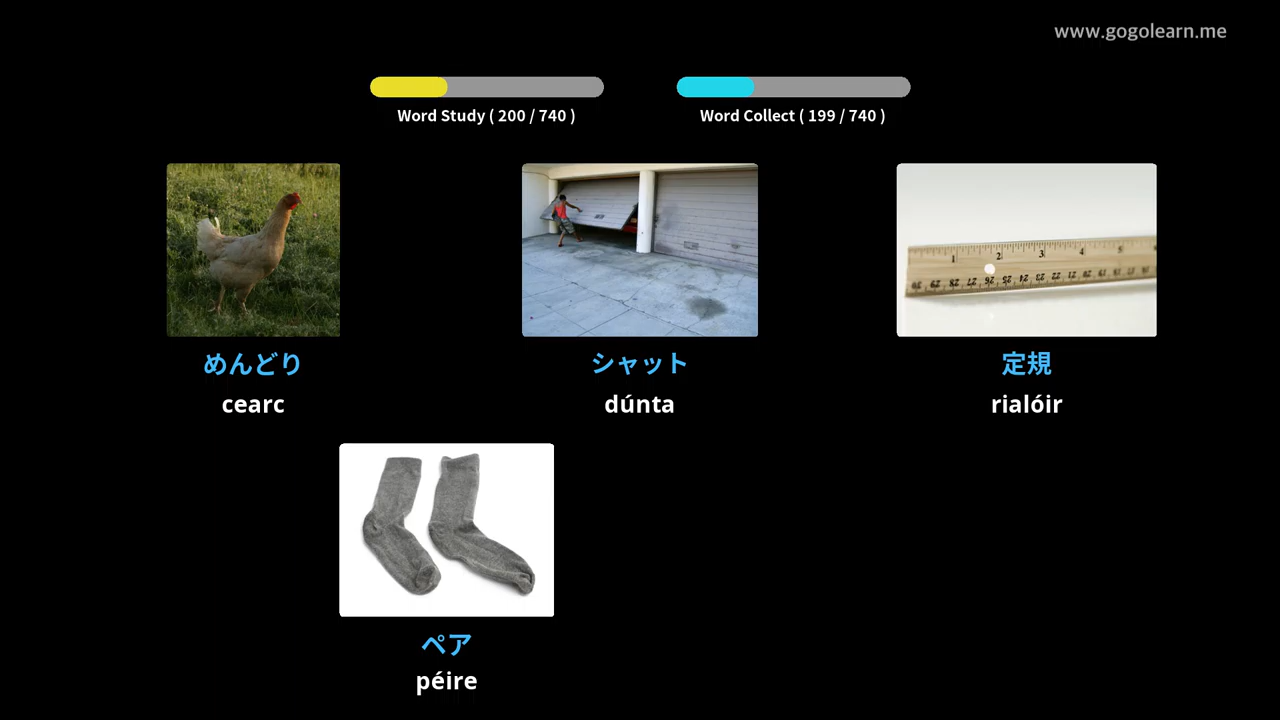 www.gogolearn.me
Word Study ( 200 / 740 )
Word Collect ( 199 / 740 )
めんどり
シャット
定規
cearc
dúnta
rialóir
ペア
péire